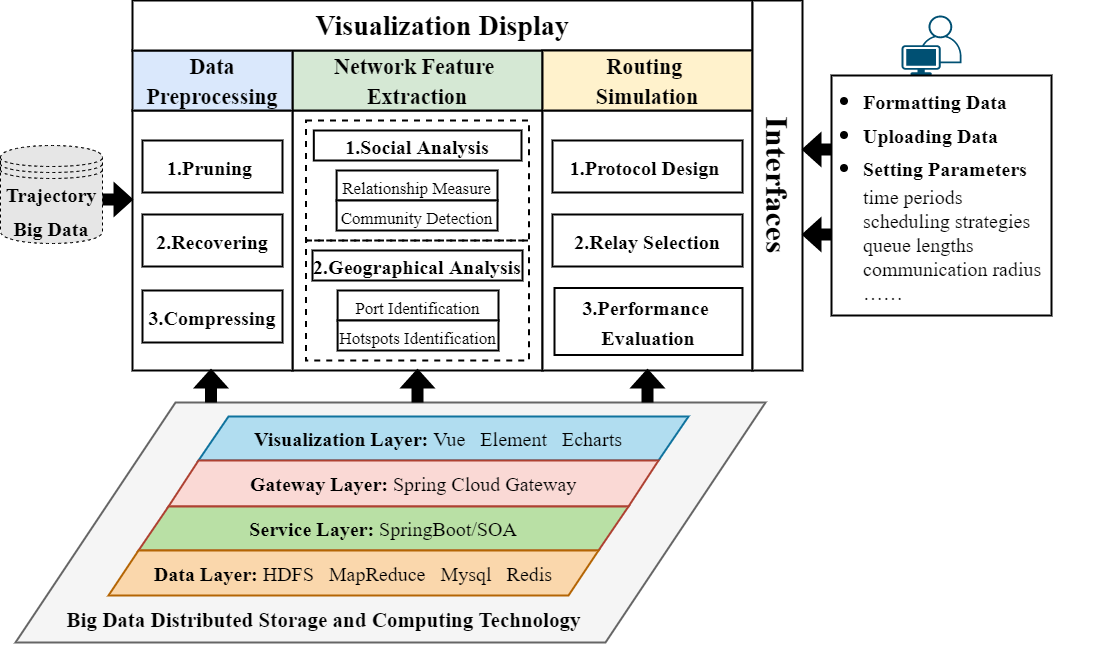 Visualization Display
Data
Preprocessing
Network Feature
Extraction
Routing
Simulation
Trajectory
Big Data
1.Pruning
2.Recovering
3.Compressing
1.Social Analysis
Relationship Measure
Community Detection
2.Geographical Analysis
Port Identification
Hotspots Identification
1.Protocol Design
2.Relay Selection
3.Performance
Evaluation
Interfaces
• Formatting Data
• Uploading Data
• Setting Parameters
time periods
scheduling strategies
queue lengths
communication radius
……
Visualization Layer: Vue Element Echarts
Gateway Layer: Spring Cloud Gateway
Service Layer: SpringBoot/SOA
Data Layer: HDFS MapReduce Mysql Redis
Big Data Distributed Storage and Computing Technology